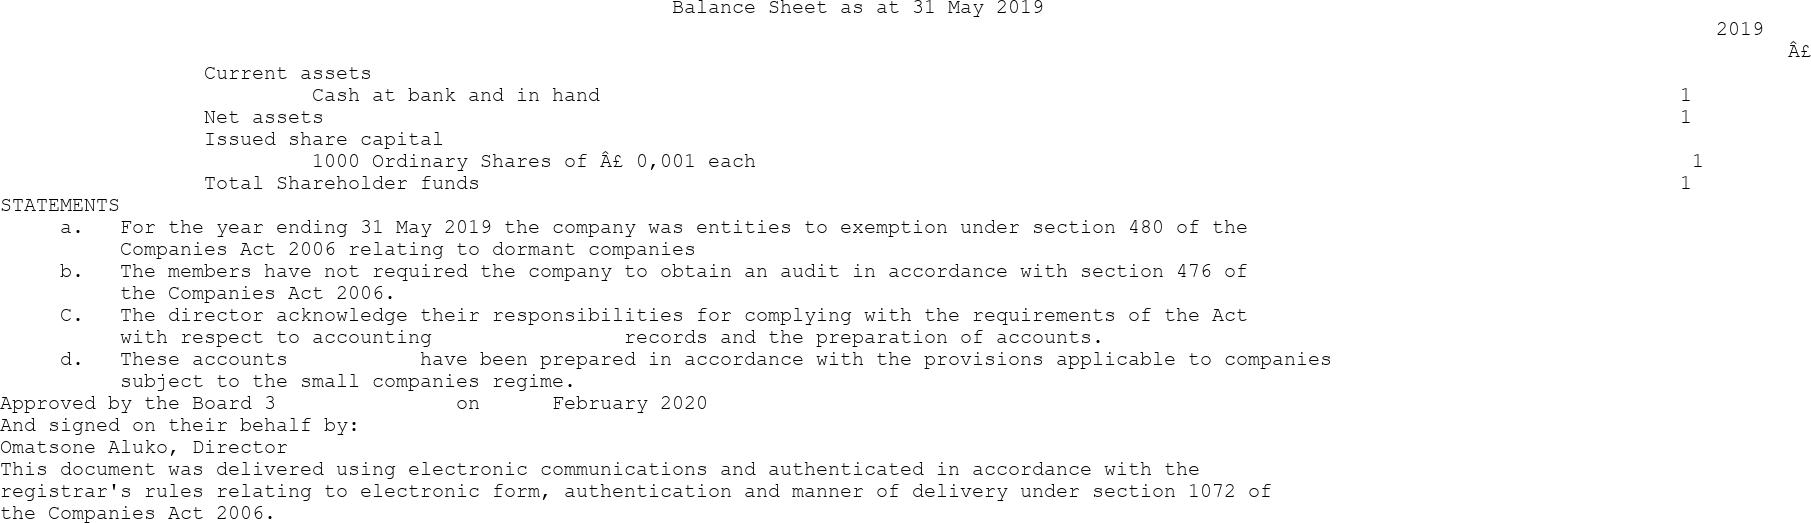 Balance Sheet as at 31 May 2019
2019
Â£
Current assets
Cash at bank and in hand 1
Net assets 1
Issued share capital
1000 Ordinary Shares of Â£ 0,001 each 1
Total Shareholder funds 1
STATEMENTS
a. For the year ending 31 May 2019 the company was entities to exemption under section 480 of the
Companies Act 2006 relating to dormant companies
b. The members have not required the company to obtain an audit in accordance with section 476 of
the Companies Act 2006.
C. The director acknowledge their responsibilities for complying with the requirements of the Act
with respect to accounting records and the preparation of accounts.
d. These accounts have been prepared in accordance with the provisions applicable to companies
subject to the small companies regime.
Approved by the Board 3 on February 2020
And signed on their behalf by:
Omatsone Aluko, Director
This document was delivered using electronic communications and authenticated in accordance with the
registrar's rules relating to electronic form, authentication and manner of delivery under section 1072 of
the Companies Act 2006.